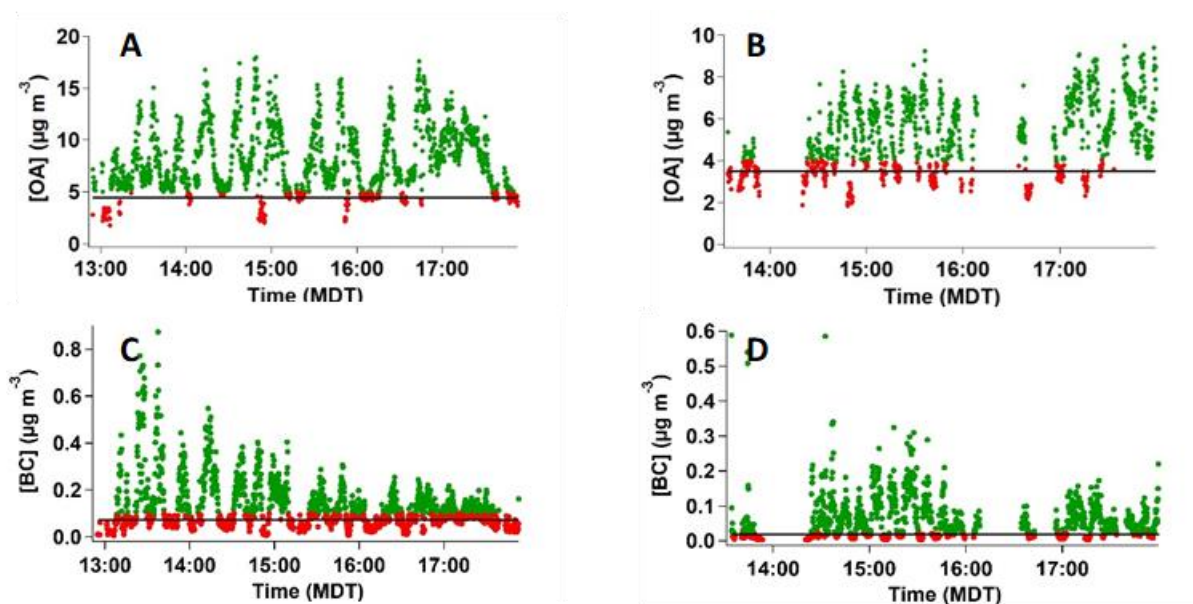 A
[OA] (µg m⁻³)
20
15
10
5
0
13:00 14:00 15:00 16:00 17:00
Time (MDT)
B
[OA] (µg m⁻³)
10
8
6
4
2
0
14:00 15:00 16:00 17:00
Time (MDT)
C
[BC] (µg m⁻³)
0.8
0.6
0.4
0.2
0.0
13:00 14:00 15:00 16:00 17:00
Time (MDT)
D
[BC] (µg m⁻³)
0.6
0.5
0.4
0.3
0.2
0.1
0.0
14:00 15:00 16:00 17:00
Time (MDT)